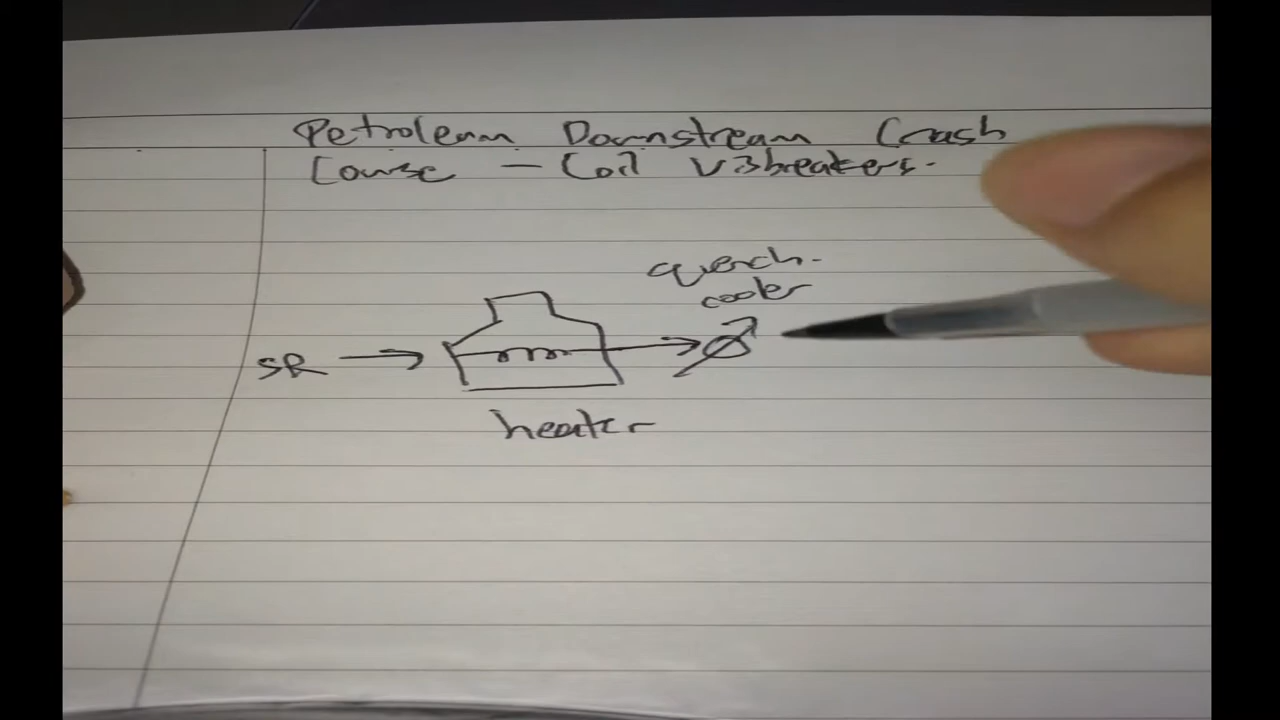 Petroleum Downstream Crash
Course - Coil Visbreakers.
quench
cooler
SR
heater